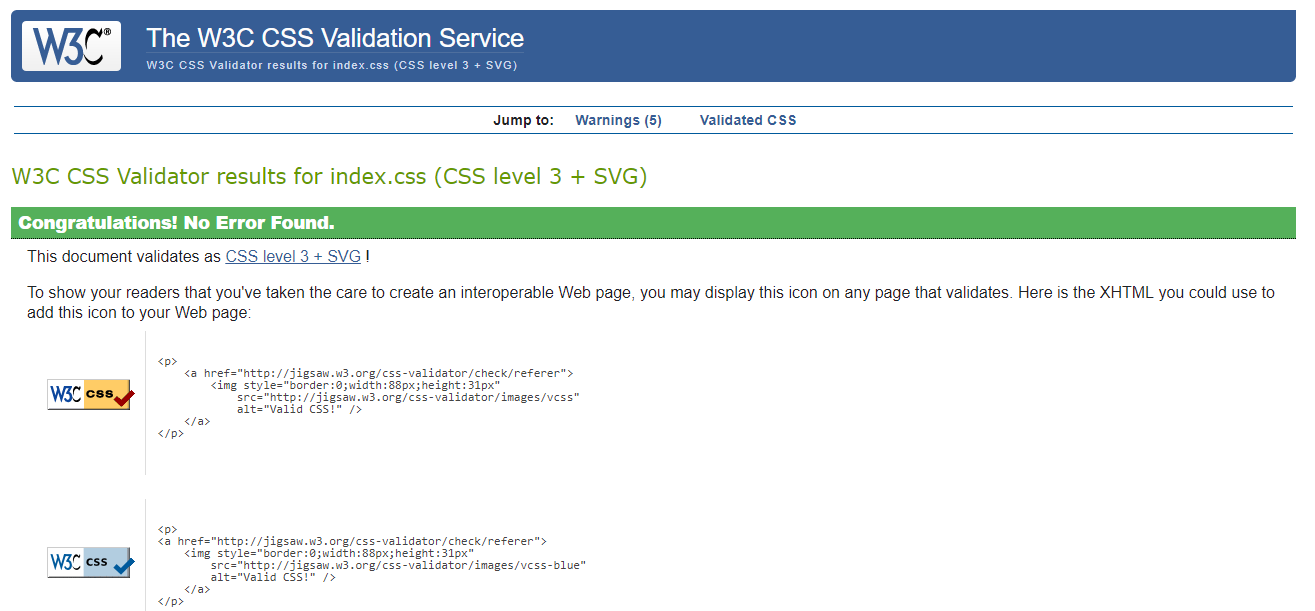 W3C®
The W3C CSS Validation Service
W3C CSS Validator results for index.css (CSS level 3 + SVG)
Jump to: Warnings (5) Validated CSS
W3C CSS Validator results for index.css (CSS level 3 + SVG)
Congratulations! No Error Found.
This document validates as CSS level 3 + SVG !
To show your readers that you've taken the care to create an interoperable Web page, you may display this icon on any page that validates. Here is the XHTML you could use to
add this icon to your Web page:
W3C css
<p>
    <a href="http://jigsaw.w3.org/css-validator/check/referer">
        <img style="border:0;width:88px;height:31px"
            src="http://jigsaw.w3.org/css-validator/images/vcss"
            alt="Valid CSS!" />
    </a>
</p>
W3C css
<p>
<a href="http://jigsaw.w3.org/css-validator/check/referer">
    <img style="border:0;width:88px;height:31px"
        src="http://jigsaw.w3.org/css-validator/images/vcss-blue"
        alt="Valid CSS!" />
    </a>
</p>